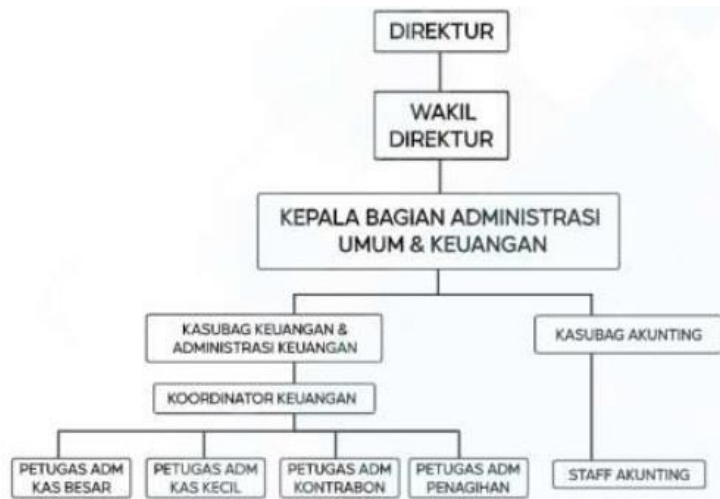 DIREKTUR
WAKIL
DIREKTUR
KEPALA BAGIAN ADMINISTRASI
UMUM & KEUANGAN
KASUBAG KEUANGAN &
ADMINISTRASI KEUANGAN
KASUBAG AKUNTING
KOORDINATOR KEUANGAN
PETUGAS ADM
KAS BESAR
PETUGAS ADM
KAS KECIL
PETUGAS ADM
KONTRABON
PETUGAS ADM
PENAGIHAN
STAFF AKUNTING